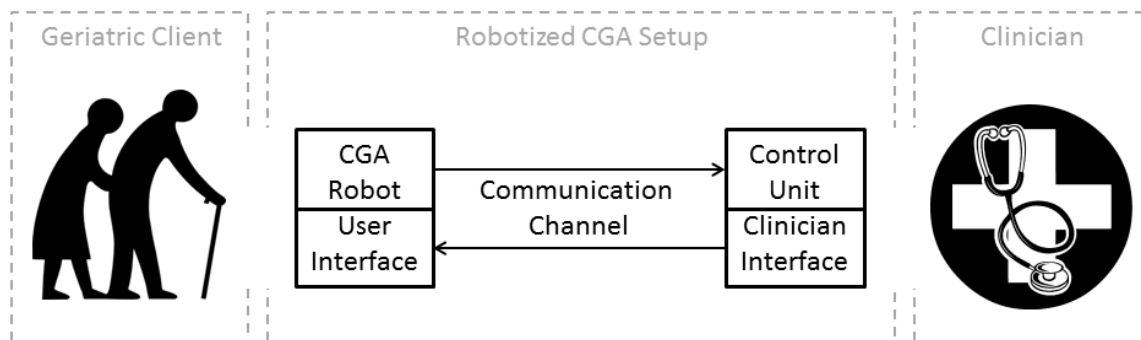 Geriatric Client
Robotized CGA Setup
Clinician
CGA
Robot
User
Interface
Communication
Channel
Control
Unit
Clinician
Interface